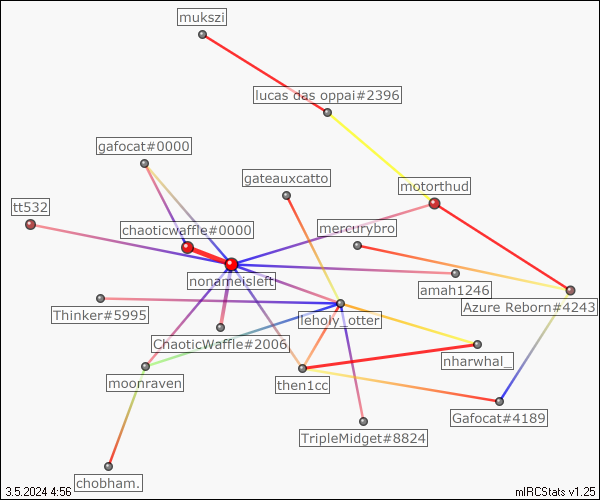 mukszi
lucas das oppai#2396
gafocat#0000
gateauxcatto
motorthud
tt532
chaoticwaffle#0000
mercurybro
nonameisleft
amah1246
Azure Reborn#4243
Thinker#5995
leholy_otter
ChaoticWaffle#2006
nharwhal_
moonraven
then1cc
Gafocat#4189
TripleMidget#8824
chobham.
3.5.2024 4:56
mIRCStats v1.25